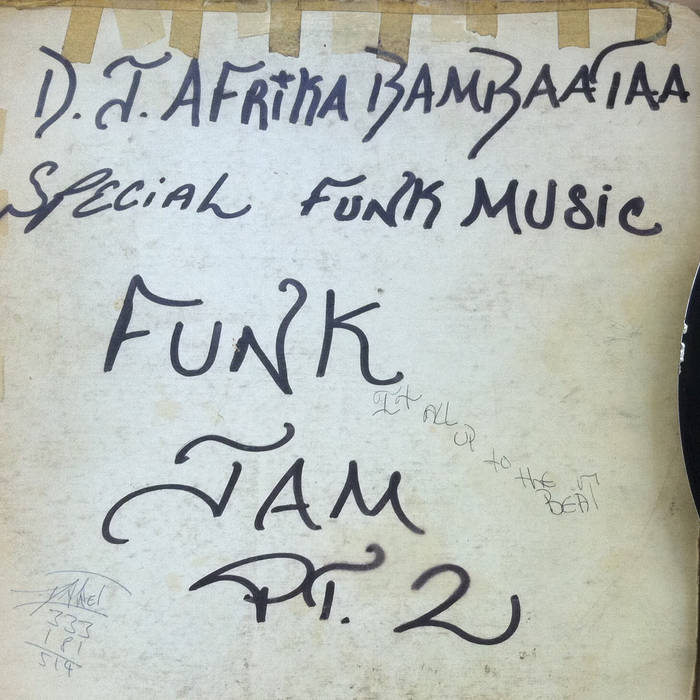 D.J. AFRIKA BAMBAATAA
SPECIAL FUNK MUSIC
FUNK
JAM
PT. 2
It ALL
UP to the
BEAT
333
181
514